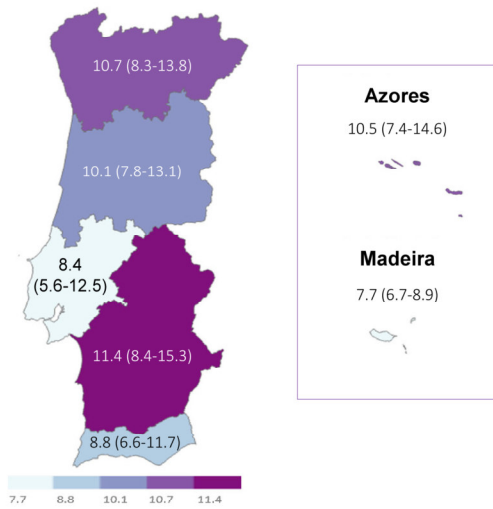 10.7 (8.3-13.8)
10.1 (7.8-13.1)
8.4
(5.6-12.5)
11.4 (8.4-15.3)
8.8 (6.6-11.7)
7.7 8.8 10.1 10.7 11.4
Azores
10.5 (7.4-14.6)
Madeira
7.7 (6.7-8.9)